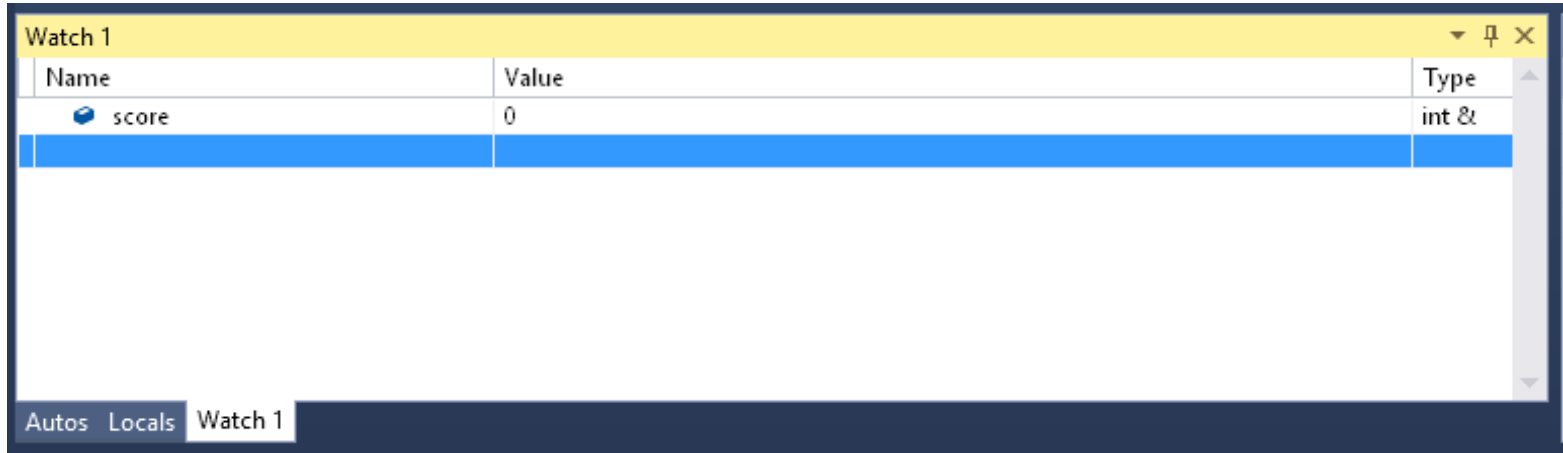 Watch 1
Name Value Type
score 0 int &
Autos Locals Watch 1